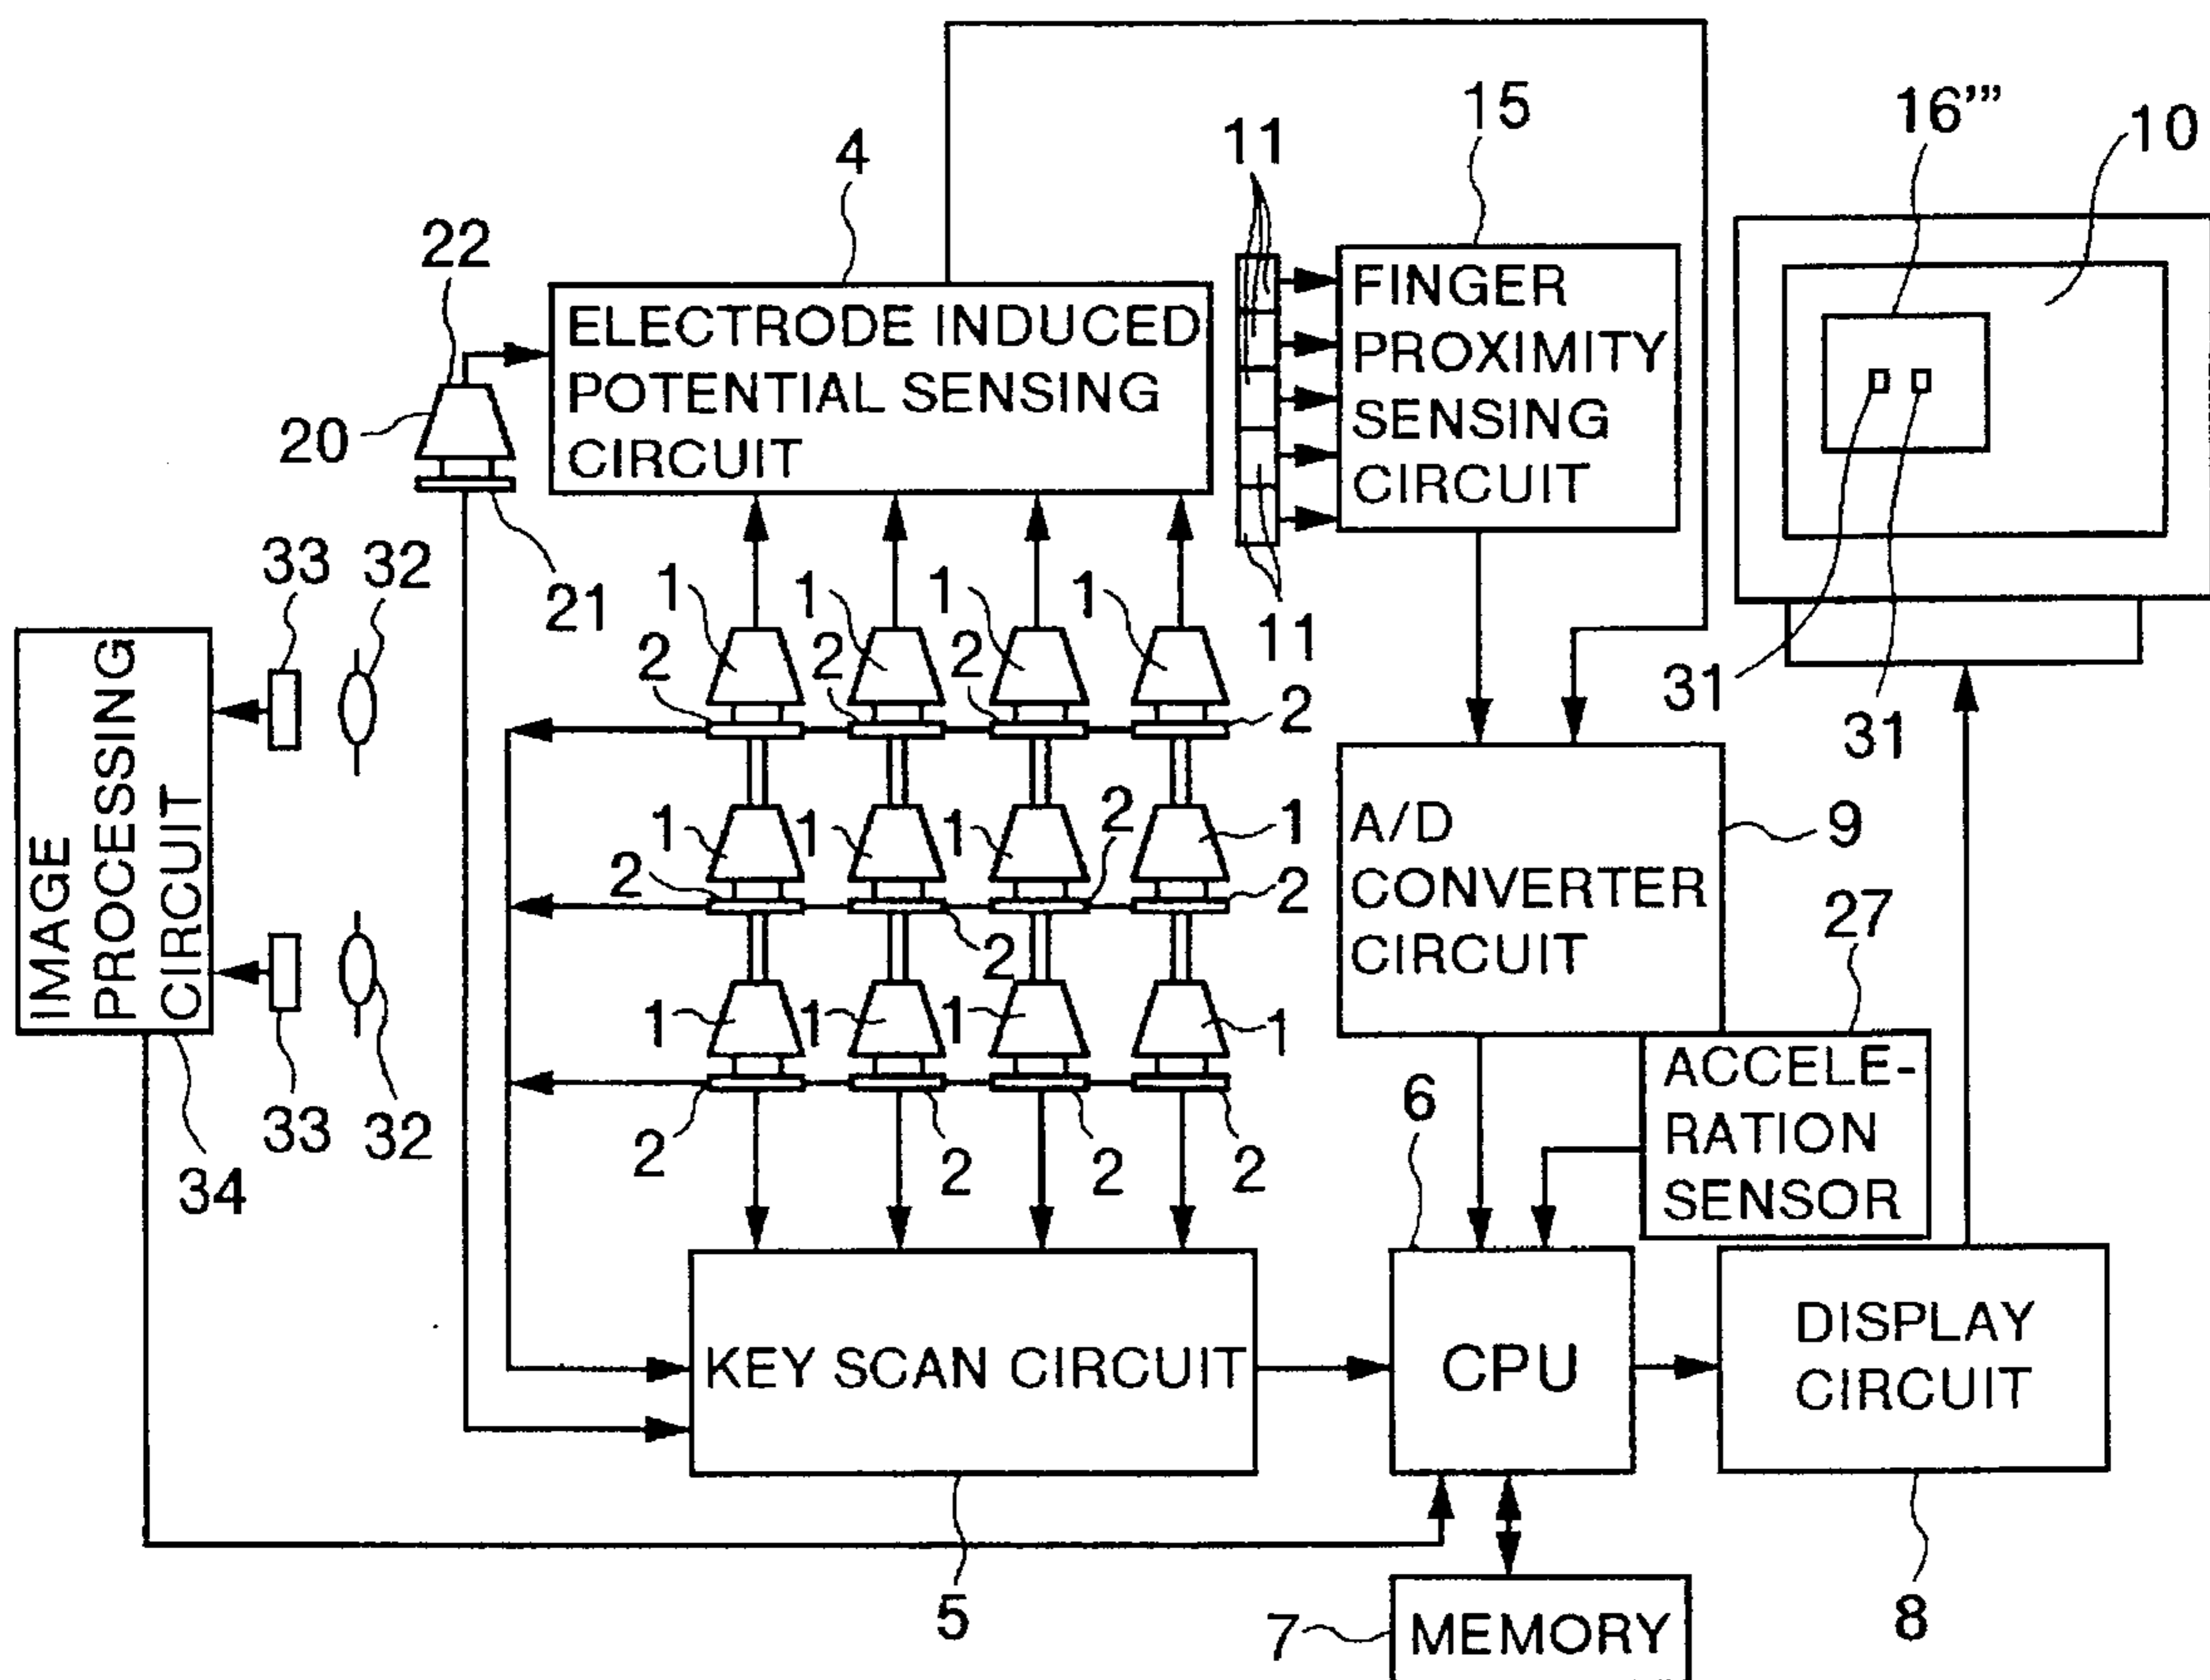 4
11
15
16'''
10
22
20
21
ELECTRODE INDUCED
POTENTIAL SENSING
CIRCUIT
FINGER
PROXIMITY
SENSING
CIRCUIT
11
33
32
1
1
1
1
2
2
2
2
31
31
IMAGE
PROCESSING
CIRCUIT
1
1
1
2
1
2
2
2
A/D
CONVERTER
CIRCUIT
9
27
33
32
34
1
1
1
1
2
2
2
2
6
ACCELE-
RATION
SENSOR
KEY SCAN CIRCUIT
CPU
DISPLAY
CIRCUIT
5
7
MEMORY
8